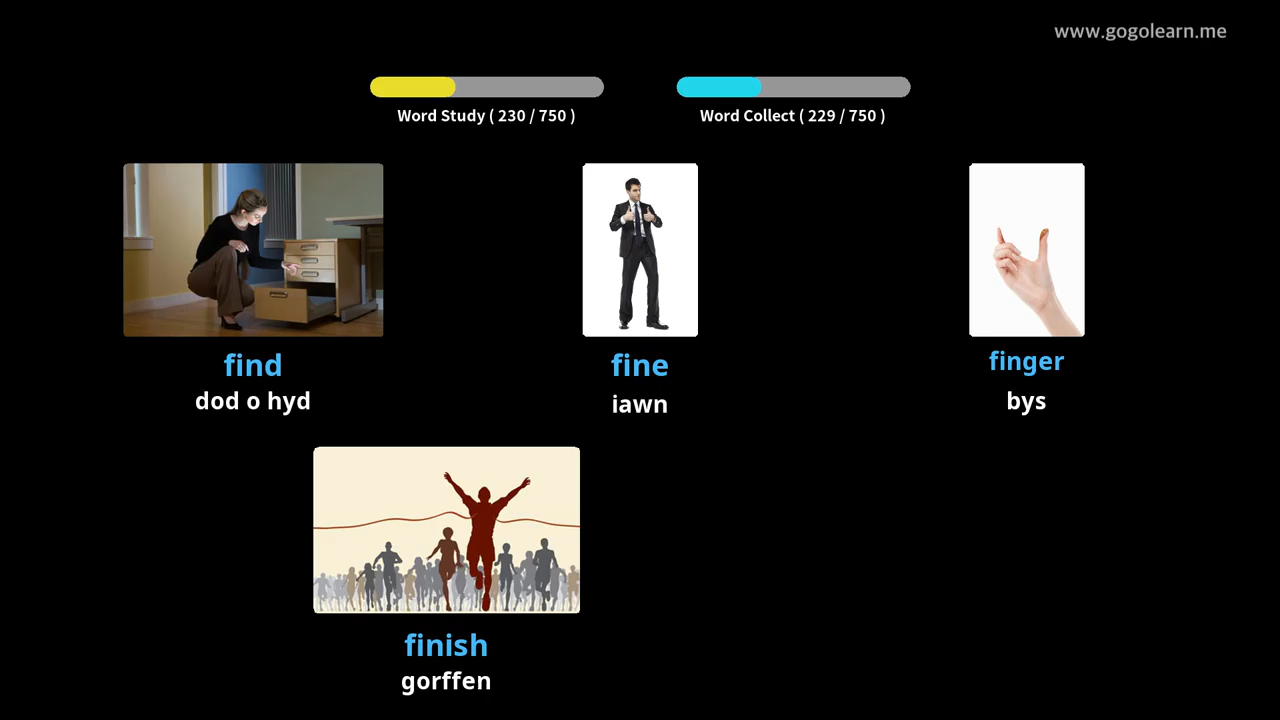 www.gogolearn.me
Word Study ( 230 / 750 )
Word Collect ( 229 / 750 )
find
dod o hyd
fine
iawn
finger
bys
finish
gorffen